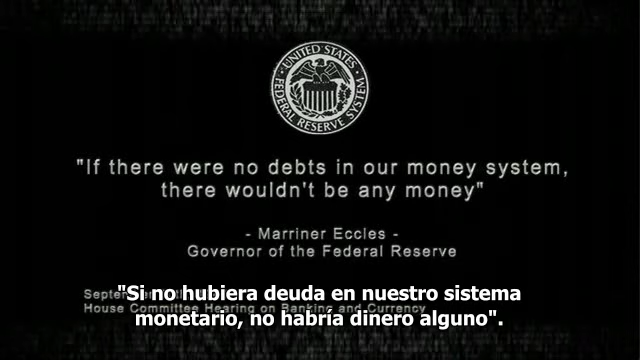 UNITED STATES
FEDERAL RESERVE SYSTEM
"If there were no debts in our money system,
there wouldn't be any money"
- Marriner Eccles -
Governor of the Federal Reserve
House Committee Hearing on Banking and Currency
"Si no hubiera deuda en nuestro sistema
monetario, no habría dinero alguno".